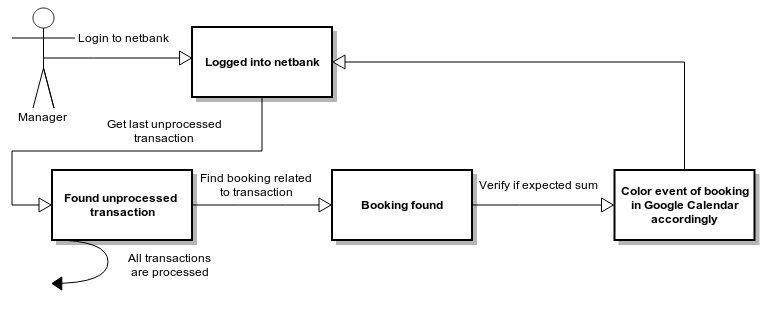 Login to netbank
Logged into netbank
Manager
Get last unprocessed
transaction
Found unprocessed
transaction
Find booking related
to transaction
Booking found
Verify if expected sum
Color event of booking
in Google Calendar
accordingly
All transactions
are processed